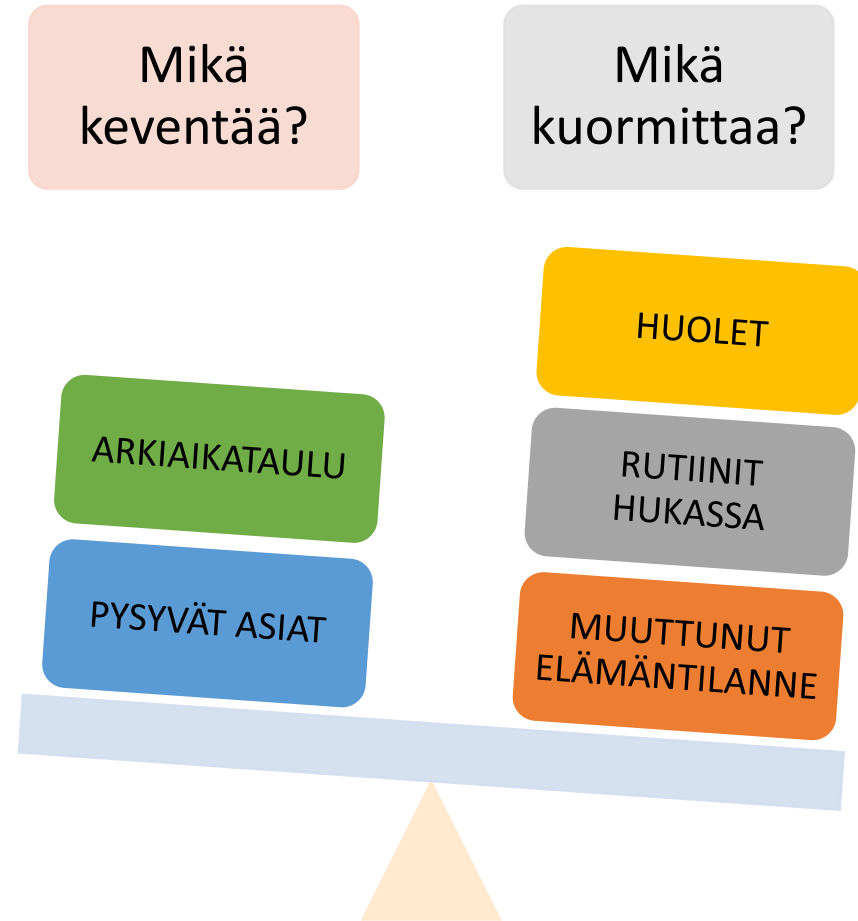 Mikä
keventää?
Mikä
kuormittaa?
HUOLET
ARKIAIKATAULU
RUTIINIT
HUKASSA
PYSYVÄT ASIAT
MUUTTUNUT
ELÄMÄNTILANNE